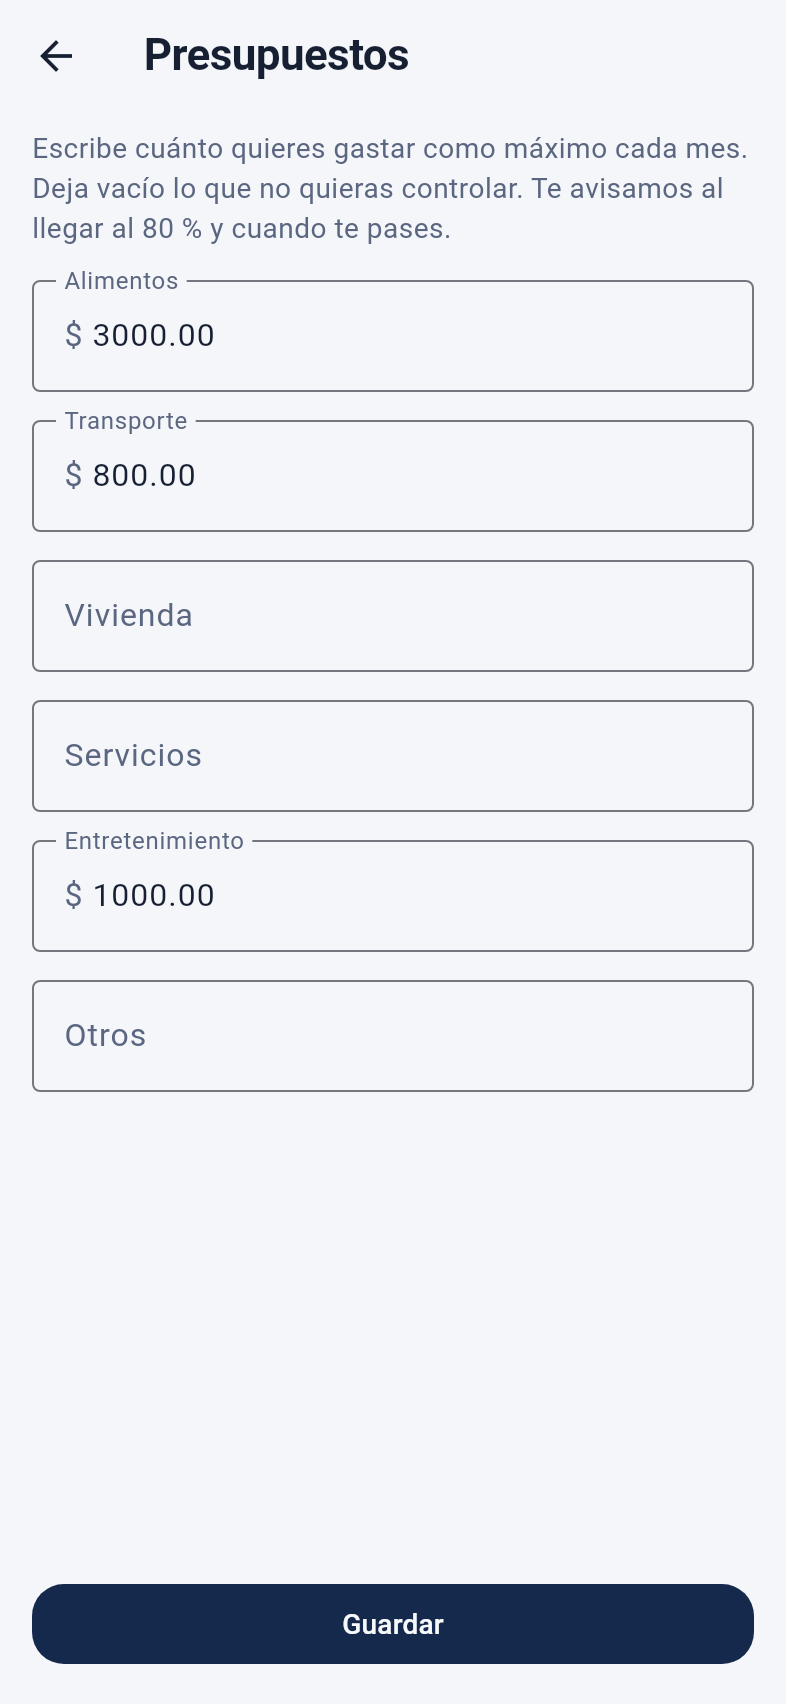 Presupuestos
Escribe cuánto quieres gastar como máximo cada mes.
Deja vacío lo que no quieras controlar. Te avisamos al
llegar al 80 % y cuando te pases.
Alimentos
$ 3000.00
Transporte
$ 800.00
Vivienda
Servicios
Entretenimiento
$ 1000.00
Otros
Guardar